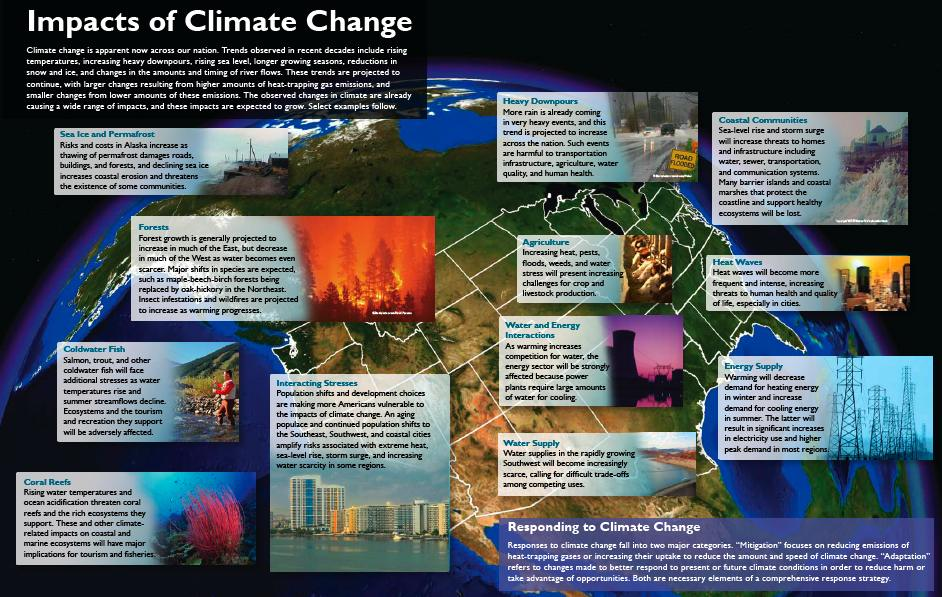 Impacts of Climate Change
Climate change is apparent now across our nation. Trends observed in recent decades include rising
temperatures, increasing heavy downpours, rising sea level, longer growing seasons, reductions in
snow and ice, and changes in the amounts and timing of river flows. These trends are projected to
continue, with larger changes resulting from higher amounts of heat-trapping gas emissions, and
smaller changes from lower amounts of these emissions. The observed changes in climate are already
causing a wide range of impacts, and these impacts are expected to grow. Select examples follow.
Sea Ice and Permafrost
Risks and costs in Alaska increase as
thawing of permafrost damages roads,
buildings, and forests, and declining sea ice
increases coastal erosion and threatens
the existence of some communities.
Heavy Downpours
More rain is already coming
in very heavy events, and this
trend is projected to increase
across the nation. Such events
are harmful to transportation
infrastructure, agriculture, water
quality, and human health.
ROAD
FLOODED
Coastal Communities
Sea-level rise and storm surge
will increase threats to homes
and infrastructure including
water, sewer, transportation,
and communication systems.
Many barrier islands and coastal
marshes that protect the
coastline and support healthy
ecosystems will be lost.
Forests
Forest growth is generally projected to
increase in much of the East, but decrease
in much of the West as water becomes even
scarcer. Major shifts in species are expected,
such as maple-beech-birch forests being
replaced by oak-hickory in the Northeast.
Insect infestations and wildfires are projected
to increase as warming progresses.
Agriculture
Increasing heat, pests,
floods, weeds, and water
stress will present increasing
challenges for crop and
livestock production.
Heat Waves
Heat waves will become more
frequent and intense, increasing
threats to human health and quality
of life, especially in cities.
Coldwater Fish
Salmon, trout, and other
coldwater fish will face
additional stresses as water
temperatures rise and
summer streamflows decline.
Ecosystems and the tourism
and recreation they support
will be adversely affected.
Interacting Stresses
Population shifts and development choices
are making more Americans vulnerable to
the impacts of climate change. An aging
populace and continued population shifts to
the Southeast, Southwest, and coastal cities
amplify risks associated with extreme heat,
sea-level rise, storm surge, and increasing
water scarcity in some regions.
Water and Energy
Interactions
As warming increases
competition for water, the
energy sector will be strongly
affected because power
plants require large amounts
of water for cooling.
Energy Supply
Warming will decrease
demand for heating energy
in winter and increase
demand for cooling energy
in summer. The latter will
result in significant increases
in electricity use and higher
peak demand in most regions.
Water Supply
Water supplies in the rapidly growing
Southwest will become increasingly
scarce, calling for difficult trade-offs
among competing uses.
Coral Reefs
Rising water temperatures and
ocean acidification threaten coral
reefs and the rich ecosystems they
support. These and other climate-
related impacts on coastal and
marine ecosystems will have major
implications for tourism and fisheries.
Responding to Climate Change
Responses to climate change fall into two major categories. "Mitigation" focuses on reducing emissions of
heat-trapping gases or increasing their uptake to reduce the amount and speed of climate change. "Adaptation"
refers to changes made to better respond to present or future climate conditions in order to reduce harm or
take advantage of opportunities. Both are necessary elements of a comprehensive response strategy.